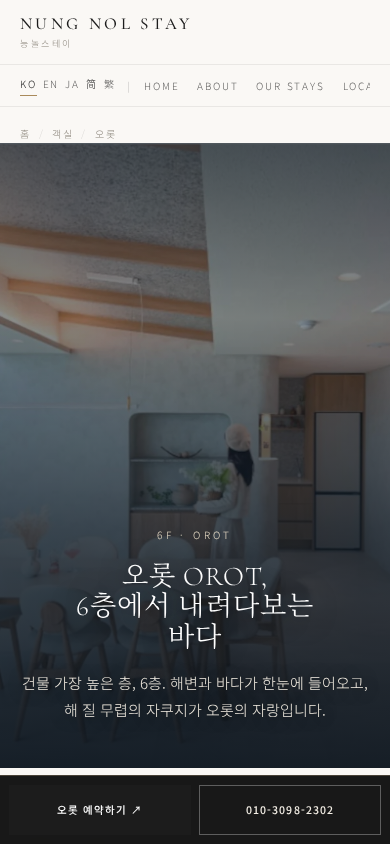 NUNG NOL STAY
능놀스테이
KO EN JA 简 繁 | HOME ABOUT OUR STAYS LOCA
홈 / 객실 / 오롯
6F · OROT
오롯 OROT,
6층에서 내려다보는
바다
건물 가장 높은 층, 6층. 해변과 바다가 한눈에 들어오고,
해 질 무렵의 자쿠지가 오롯의 자랑입니다.
오롯 예약하기 ↗
010-3098-2302